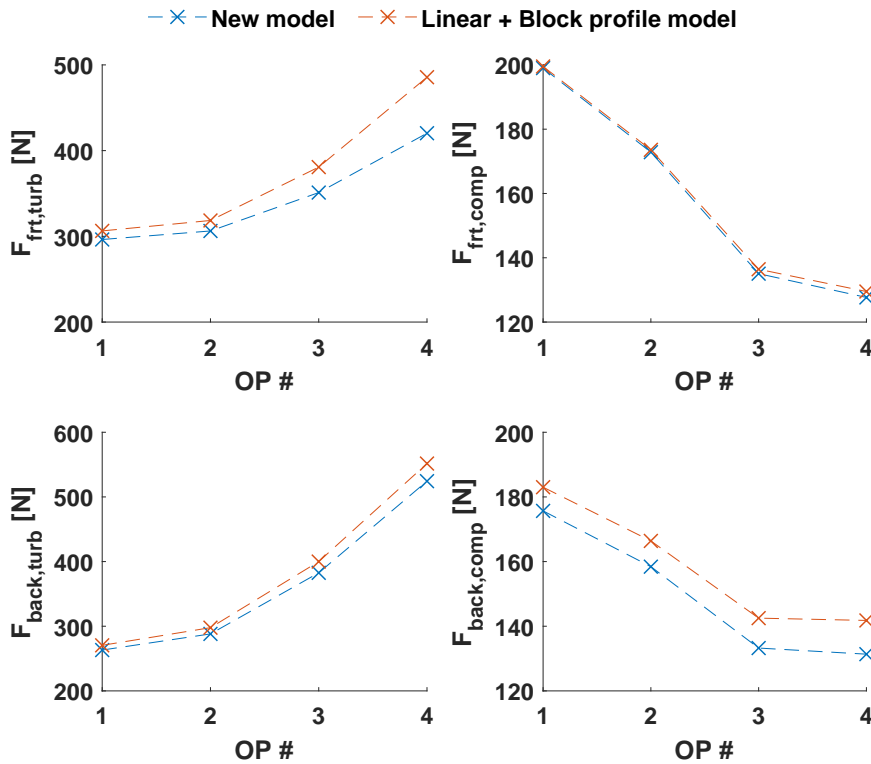 New model Linear + Block profile model
500
400
300
200
F_frt,turb [N]
1 2 3 4
OP #
200
180
160
140
120
F_frt,comp [N]
1 2 3 4
OP #
600
500
400
300
200
F_back,turb [N]
1 2 3 4
OP #
200
180
160
140
120
F_back,comp [N]
1 2 3 4
OP #